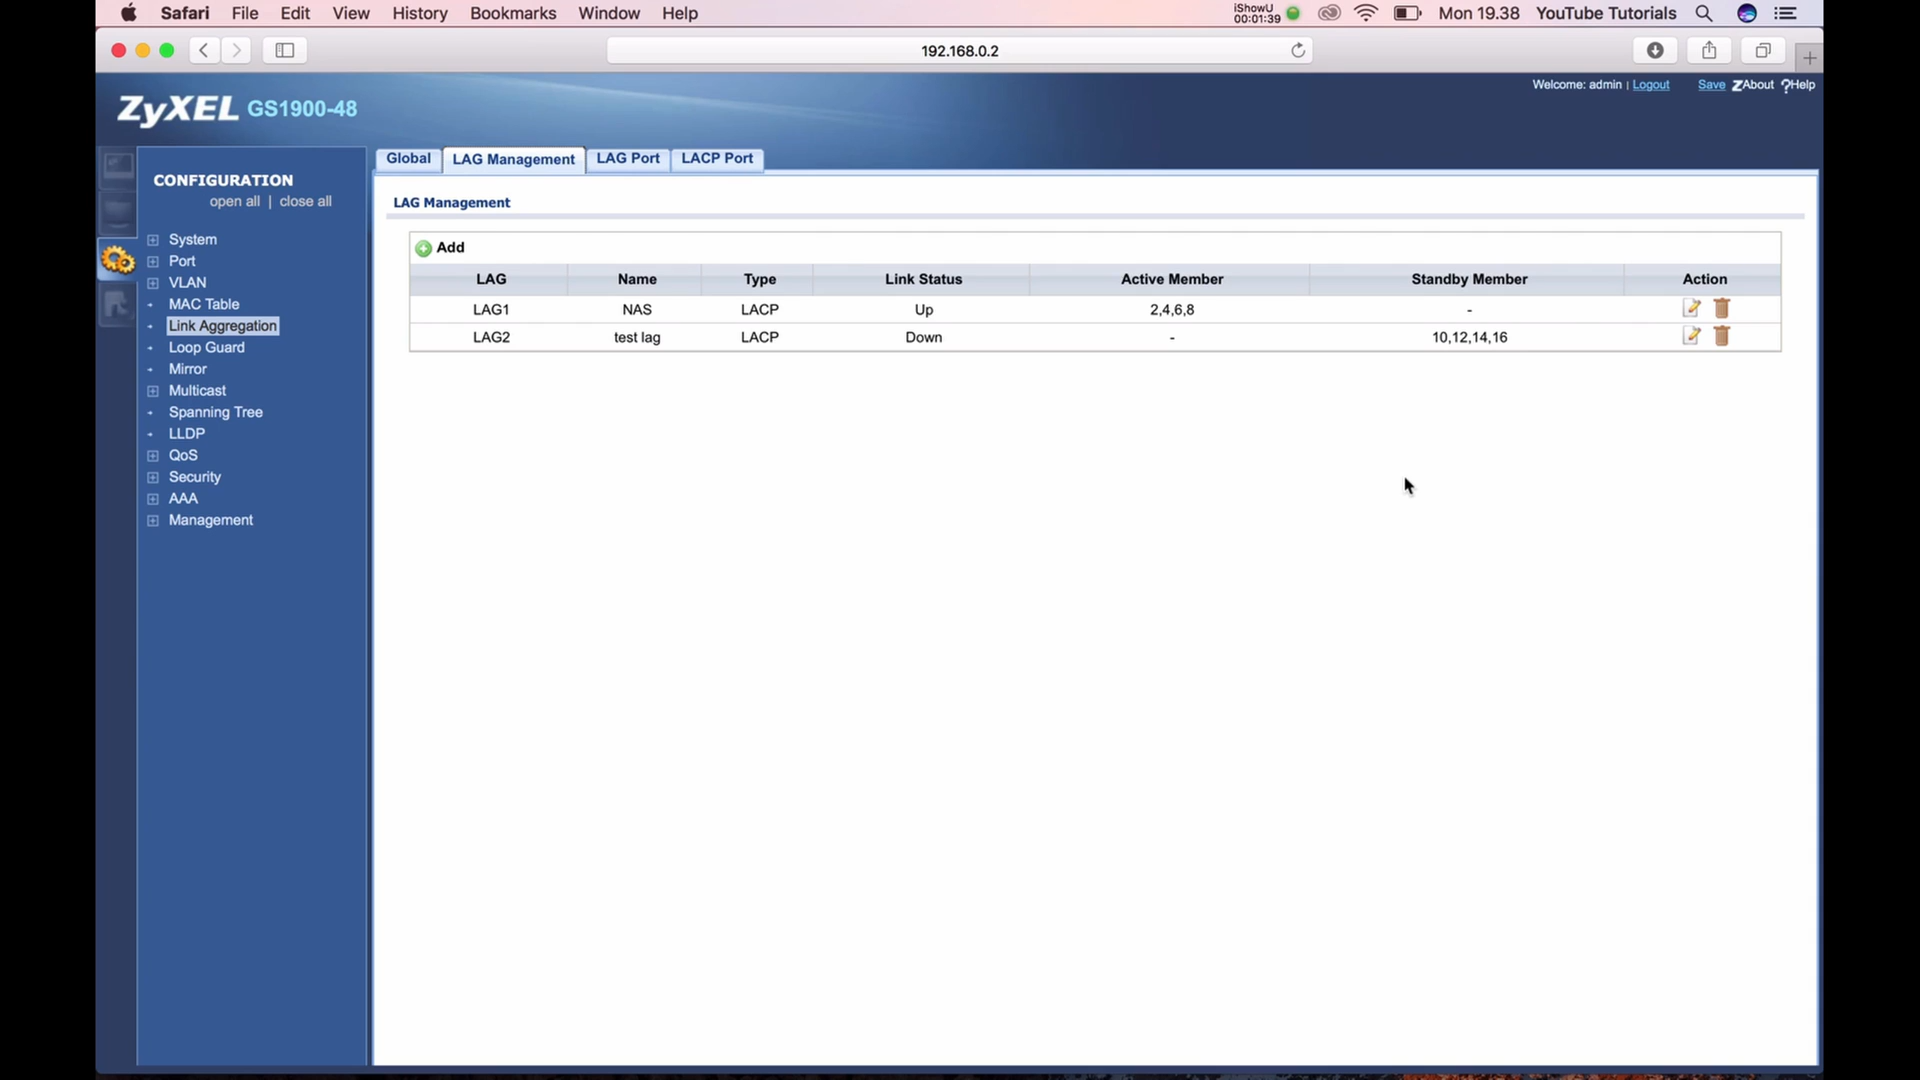 Safari File Edit View History Bookmarks Window Help iShowU 00:01:39 Mon 19.38 YouTube Tutorials
192.168.0.2
Welcome: admin | Logout Save ZAbout ?Help
ZyXEL GS1900-48
Global LAG Management LAG Port LACP Port
CONFIGURATION
open all | close all
System
Port
VLAN
MAC Table
Link Aggregation
Loop Guard
Mirror
Multicast
Spanning Tree
LLDP
QoS
Security
AAA
Management
LAG Management
Add
LAG Name Type Link Status Active Member Standby Member Action
LAG1 NAS LACP Up 2,4,6,8 -
LAG2 test lag LACP Down - 10,12,14,16